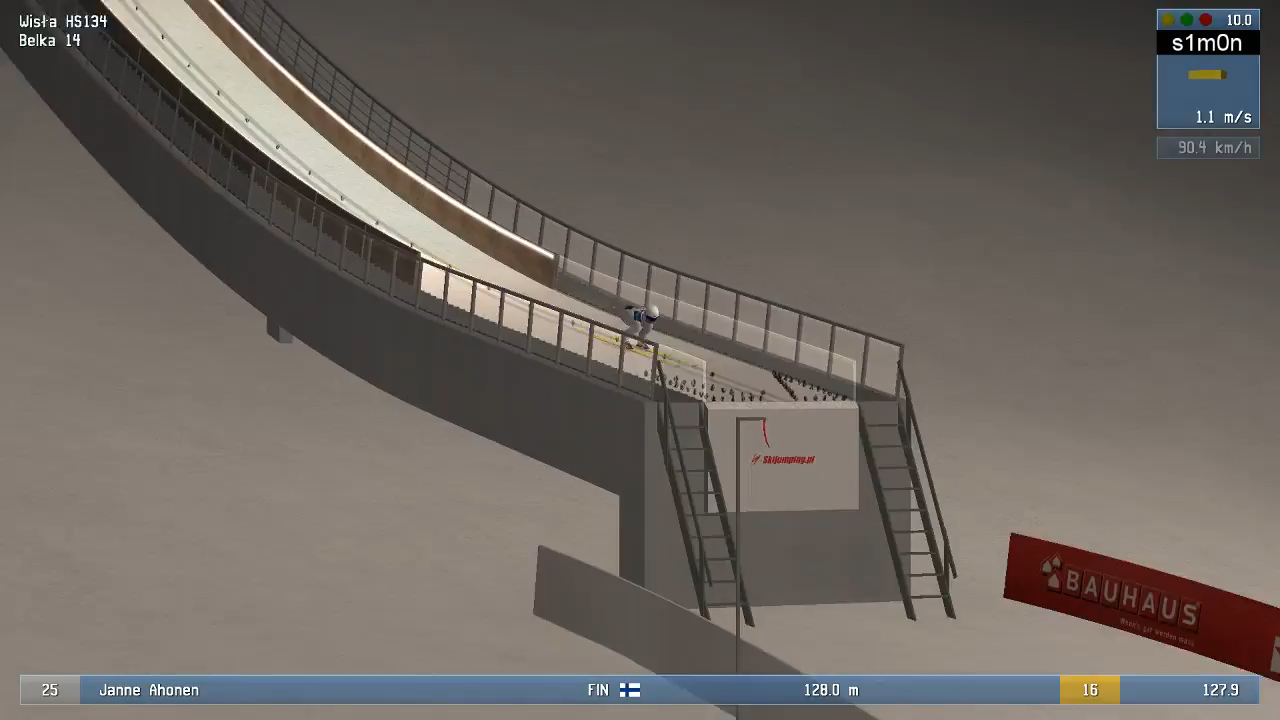 Wisła HS134
Belka 14
10.0
s1m0n
1.1 m/s
90.4 km/h
Skijumping.pl
BAUHAUS
25 Janne Ahonen FIN 128.0 m 16 127.9